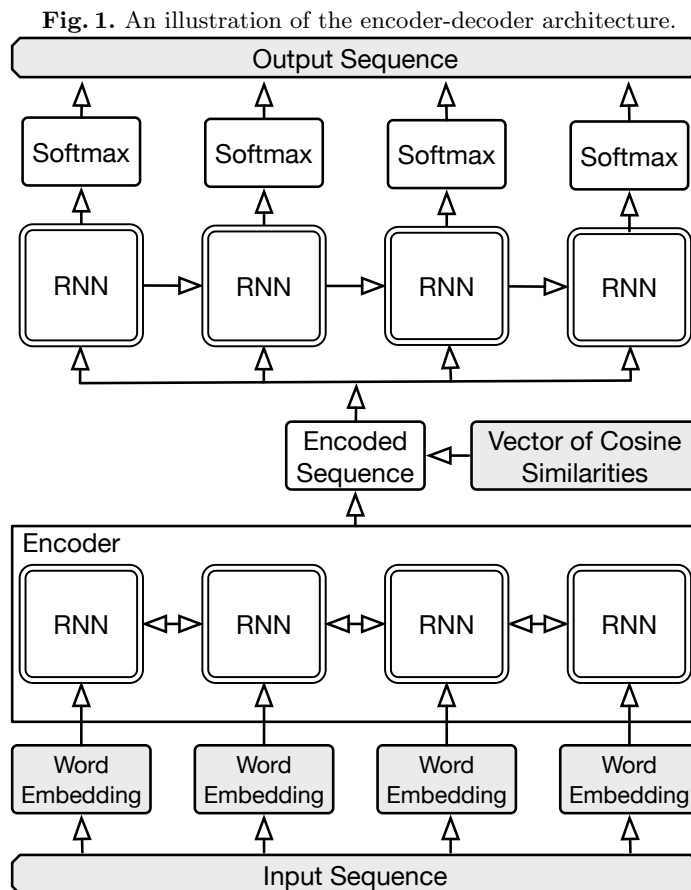 Fig. 1. An illustration of the encoder-decoder architecture.
Output Sequence
Softmax Softmax Softmax Softmax
RNN RNN RNN RNN
Encoded
Sequence
Vector of Cosine
Similarities
Encoder
RNN RNN RNN RNN
Word Word Word Word
Embedding Embedding Embedding Embedding
Input Sequence